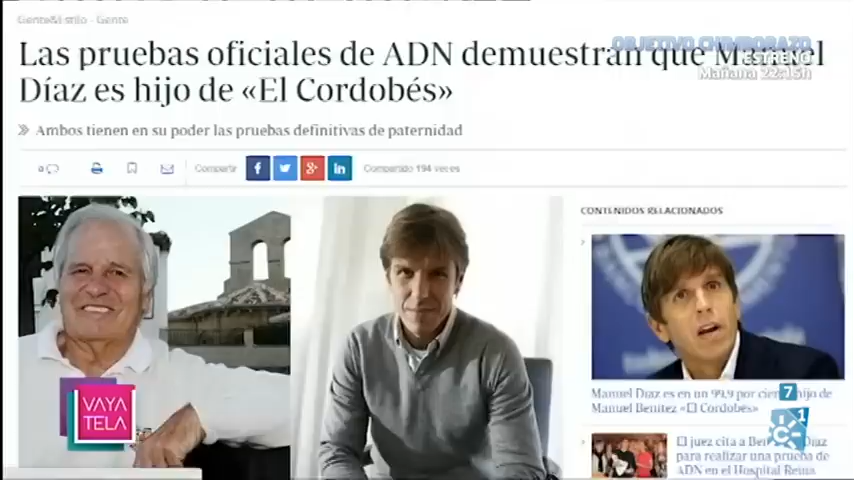 Gente&Estilo - Gente
OBJETIVO CHIMBORAZO
ESTRENO
Mañana 22:15h
Las pruebas oficiales de ADN demuestran que Manuel
Díaz es hijo de «El Cordobés»
Ambos tienen en su poder las pruebas definitivas de paternidad
Compartir
f
g+
in
Compartido 194 veces
CONTENIDOS RELACIONADOS
Manuel Díaz es en un 99,9 por cien hijo de
Manuel Benítez «El Cordobés»
El juez cita a Díaz
para realizar una prueba de
ADN en el Hospital Reina
VAYA
TELA
7
1